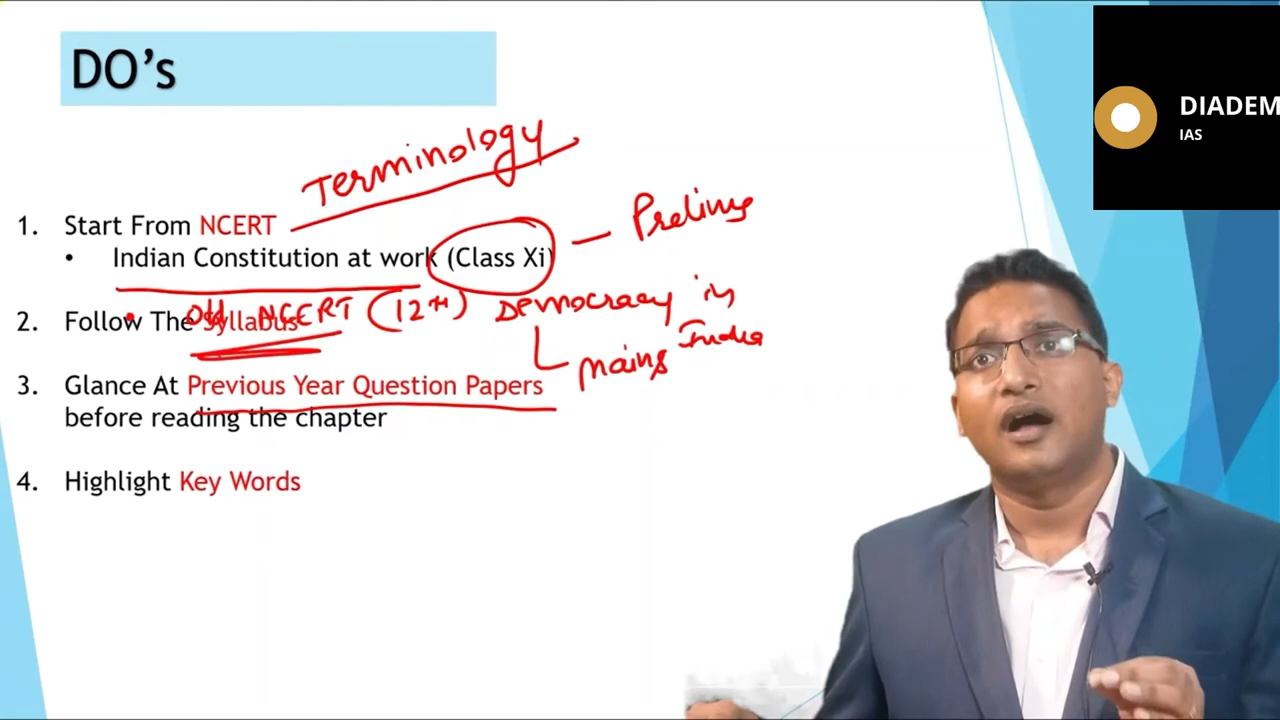 DO's
DIADEM
IAS
Terminology
1. Start From NCERT
Prelims
• Indian Constitution at work (Class Xi)
• Old NCERT (12th) Democracy in India
2. Follow The Syllabus
mains
3. Glance At Previous Year Question Papers
before reading the chapter
4. Highlight Key Words